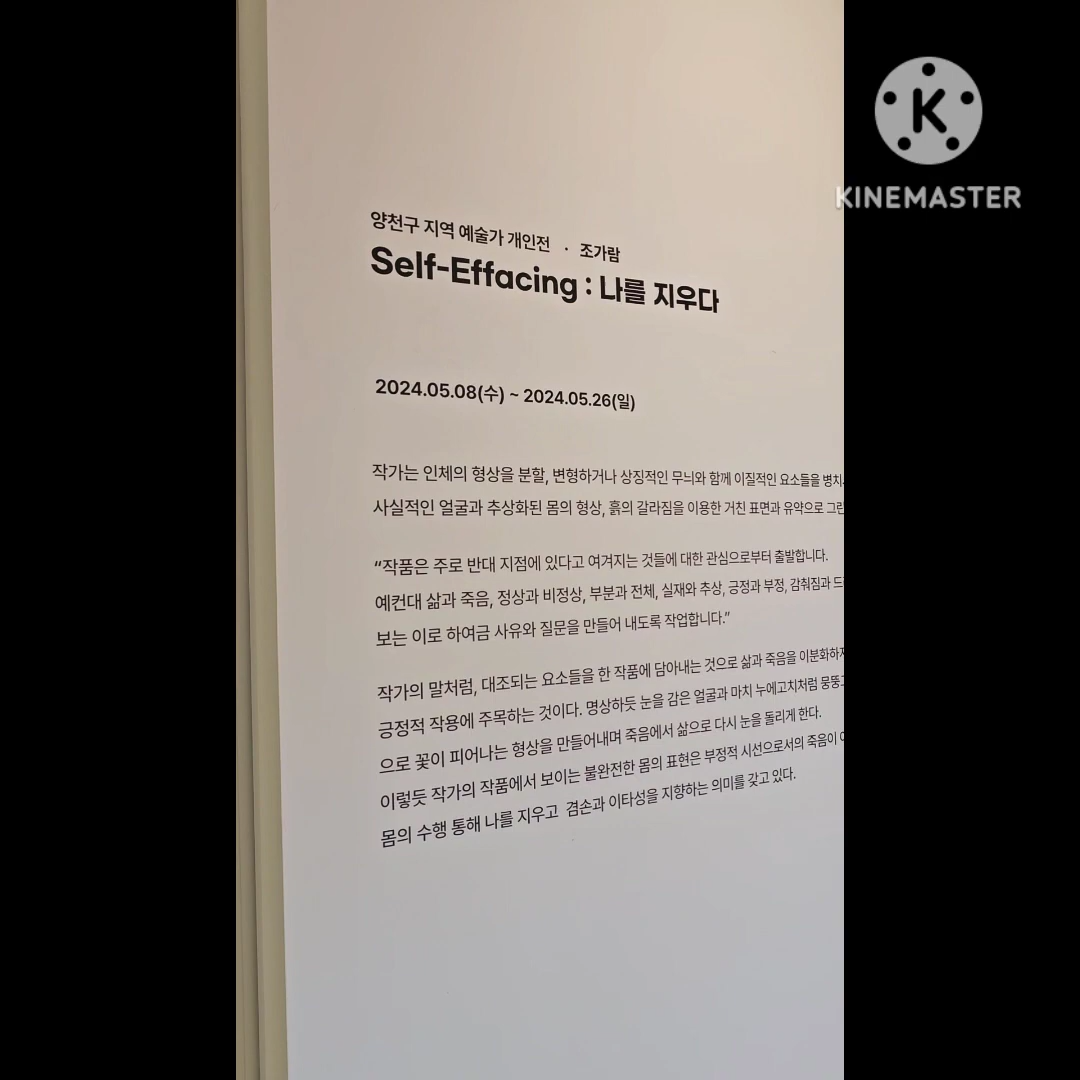 양천구 지역 예술가 개인전 · 조가람
Self-Effacing : 나를 지우다
2024.05.08(수) ~ 2024.05.26(일)
작가는 인체의 형상을 분할, 변형하거나 상징적인 무늬와 함께 이질적인 요소들을
사실적인 얼굴과 추상화된 몸의 형상, 흙의 갈라짐을 이용한 거친 표면과 유약으로
“작품은 주로 반대 지점에 있다고 여겨지는 것들에 대한 관심으로부터 출발합니다.
예컨대 삶과 죽음, 정상과 비정상, 부분과 전체, 실재와 추상, 긍정과 부정, 감춰짐과
보는 이로 하여금 사유와 질문을 만들어 내도록 작업합니다.”
작가의 말처럼, 대조되는 요소들을 한 작품에 담아내는 것으로 삶과 죽음을
긍정적 작용에 주목하는 것이다. 명상하듯 눈을 감은 얼굴과 마치 누에고치처럼
으로 꽃이 피어나는 형상을 만들어내며 죽음에서 삶으로 다시 눈을 돌리게 한다.
이렇듯 작가의 작품에서 보이는 불완전한 몸의 표현은 부정적 시선으로서의 죽음이
몸의 수행 통해 나를 지우고 겸손과 이타성을 지향하는 의미를 갖고 있다.
KINEMASTER